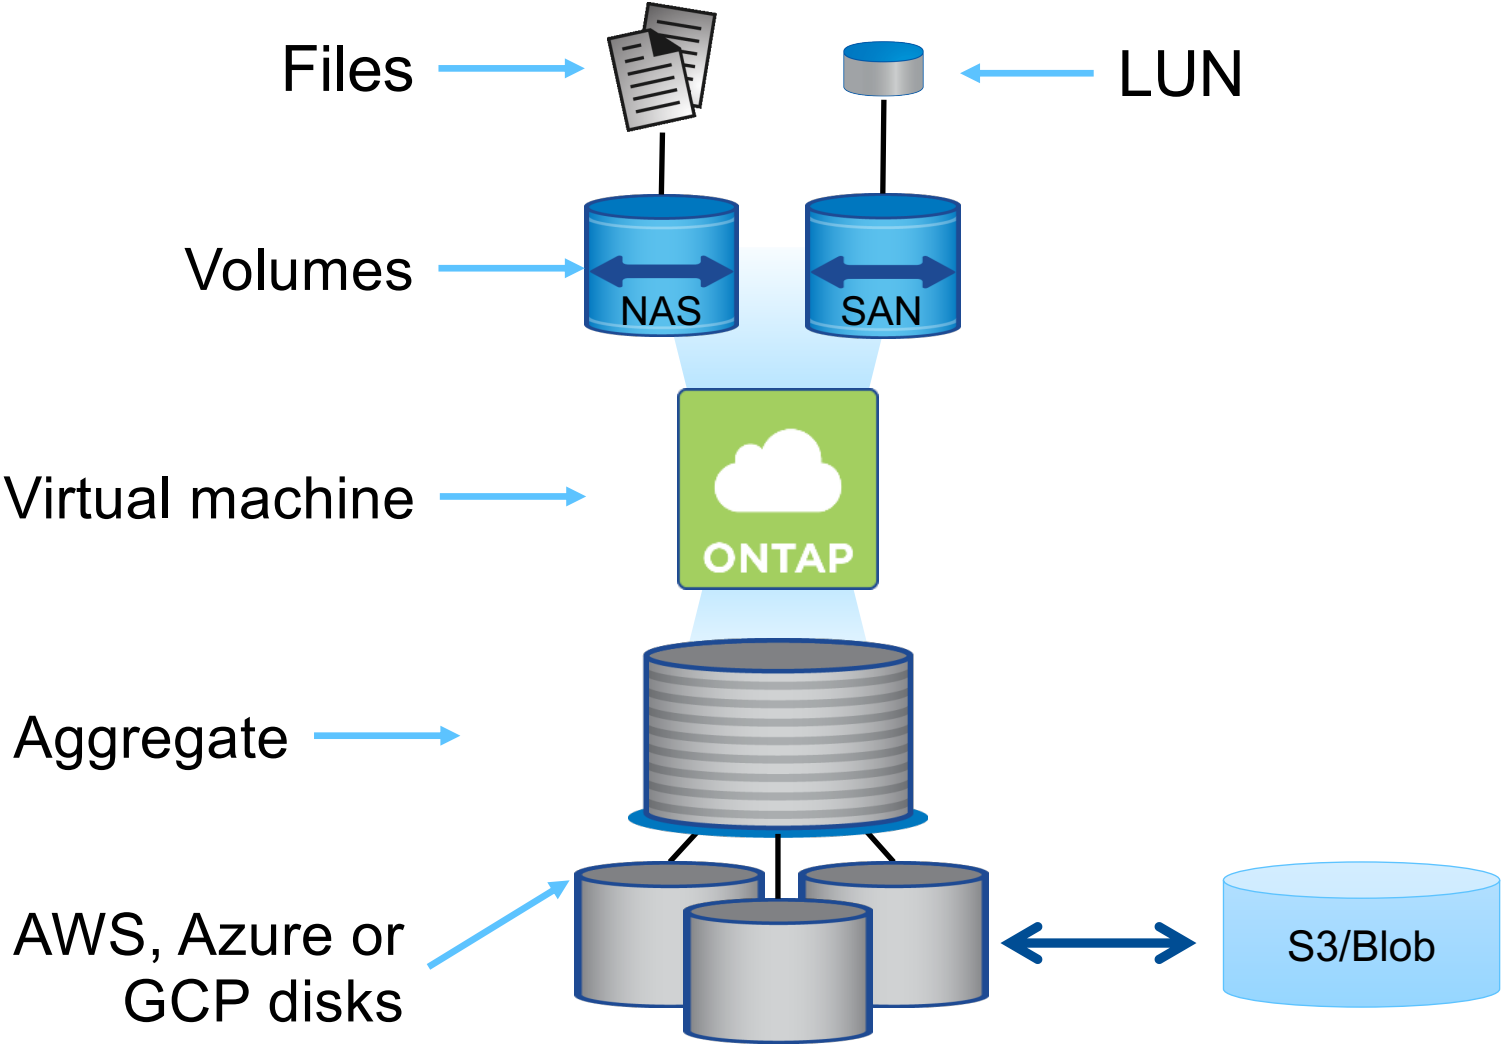 Files
LUN
Volumes
NAS
SAN
Virtual machine
ONTAP
Aggregate
AWS, Azure or
GCP disks
S3/Blob